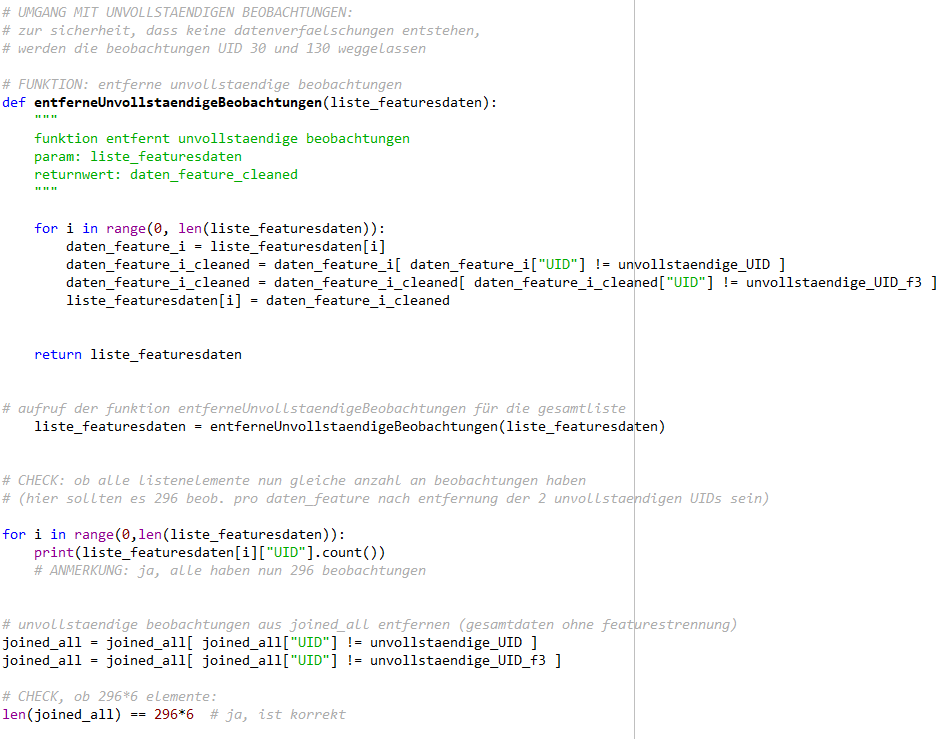 # UMGANG MIT UNVOLLSTAENDIGEN BEOBACHTUNGEN:
# zur sicherheit, dass keine datenverfaelschungen entstehen,
# werden die beobachtungen UID 30 und 130 weggelassen
# FUNKTION: entferne unvollstaendige beobachtungen
def entferneUnvollstaendigeBeobachtungen(liste_featuresdaten):
    """
    funktion entfernt unvollstaendige beobachtungen
    param: liste_featuresdaten
    returnwert: daten_feature_cleaned
    """
    for i in range(0, len(liste_featuresdaten)):
        daten_feature_i = liste_featuresdaten[i]
        daten_feature_i_cleaned = daten_feature_i[ daten_feature_i["UID"] != unvollstaendige_UID ]
        daten_feature_i_cleaned = daten_feature_i_cleaned[ daten_feature_i_cleaned["UID"] != unvollstaendige_UID_f3 ]
        liste_featuresdaten[i] = daten_feature_i_cleaned
    return liste_featuresdaten
# aufruf der funktion entferneUnvollstaendigeBeobachtungen für die gesamtliste
    liste_featuresdaten = entferneUnvollstaendigeBeobachtungen(liste_featuresdaten)
# CHECK: ob alle listenelemente nun gleiche anzahl an beobachtungen haben
# (hier sollten es 296 beob. pro daten_feature nach entfernung der 2 unvollstaendigen UIDs sein)
for i in range(0,len(liste_featuresdaten)):
    print(liste_featuresdaten[i]["UID"].count())
    # ANMERKUNG: ja, alle haben nun 296 beobachtungen
# unvollstaendige beobachtungen aus joined_all entfernen (gesamtdaten ohne featurestrennung)
joined_all = joined_all[ joined_all["UID"] != unvollstaendige_UID ]
joined_all = joined_all[ joined_all["UID"] != unvollstaendige_UID_f3 ]
# CHECK, ob 296*6 elemente:
len(joined_all) == 296*6  # ja, ist korrekt